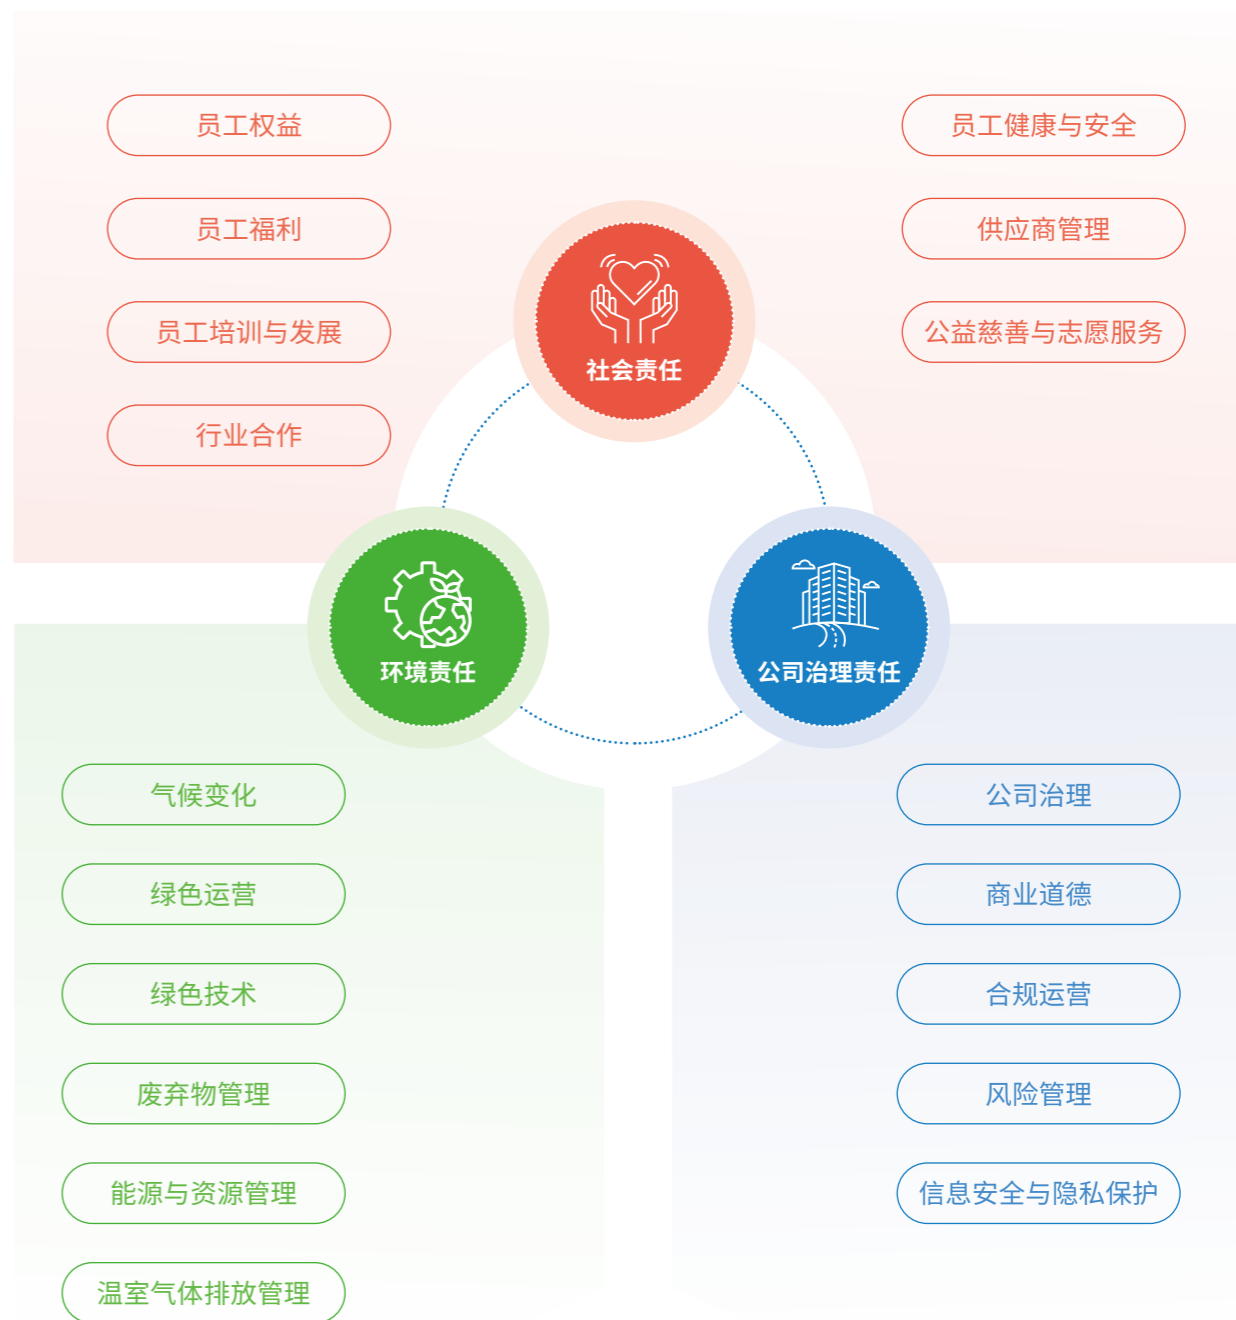 员工权益
员工福利
员工培训与发展
行业合作
员工健康与安全
供应商管理
公益慈善与志愿服务
社会责任
环境责任
公司治理责任
气候变化
绿色运营
绿色技术
废弃物管理
能源与资源管理
温室气体排放管理
公司治理
商业道德
合规运营
风险管理
信息安全与隐私保护